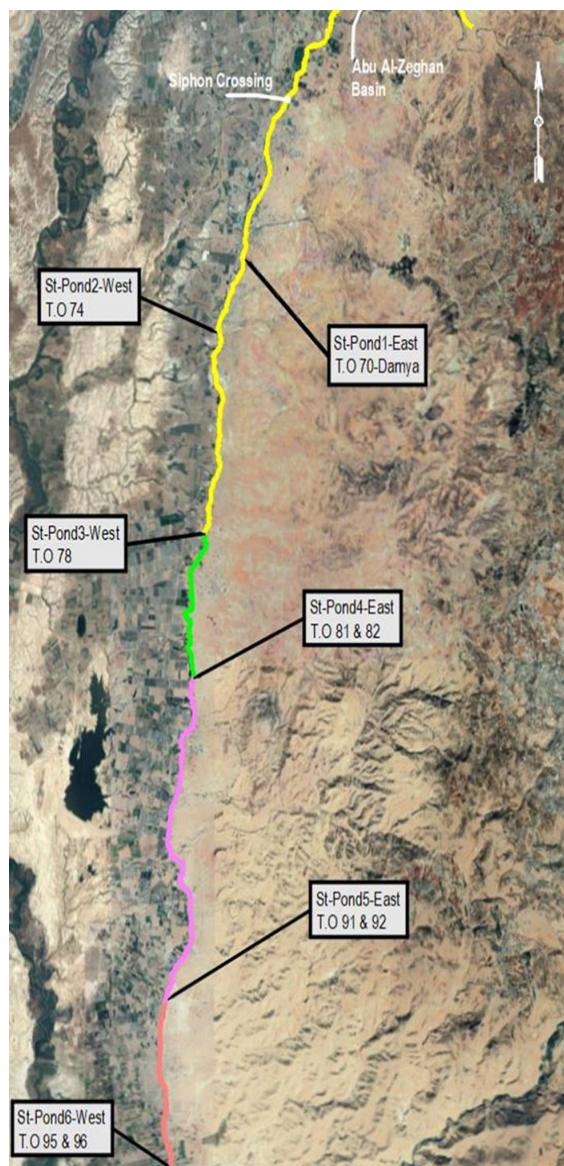 Siphon Crossing
Abu Al-Zeghan
Basin
St-Pond2-West
T.O 74
St-Pond1-East
T.O 70-Damya
St-Pond3-West
T.O 78
St-Pond4-East
T.O 81 & 82
St-Pond5-East
T.O 91 & 92
St-Pond6-West
T.O 95 & 96